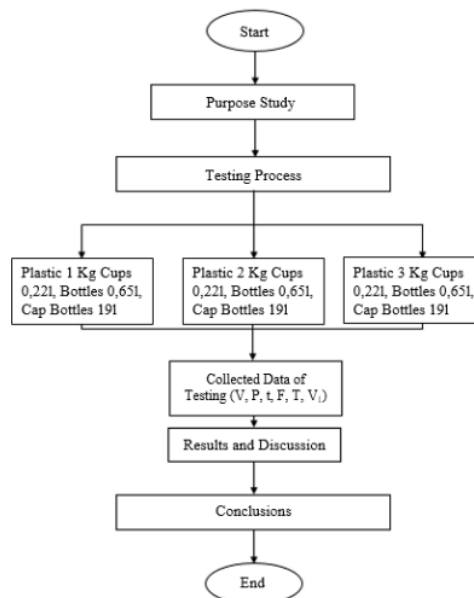 Start
Purpose Study
Testing Process
Plastic 1 Kg Cups
0,22l, Bottles 0,65l,
Cap Bottles 19l
Plastic 2 Kg Cups
0,22l, Bottles 0,65l,
Cap Bottles 19l
Plastic 3 Kg Cups
0,22l, Bottles 0,65l,
Cap Bottles 19l
Collected Data of
Testing (V, P, t, F, T, V₁)
Results and Discussion
Conclusions
End